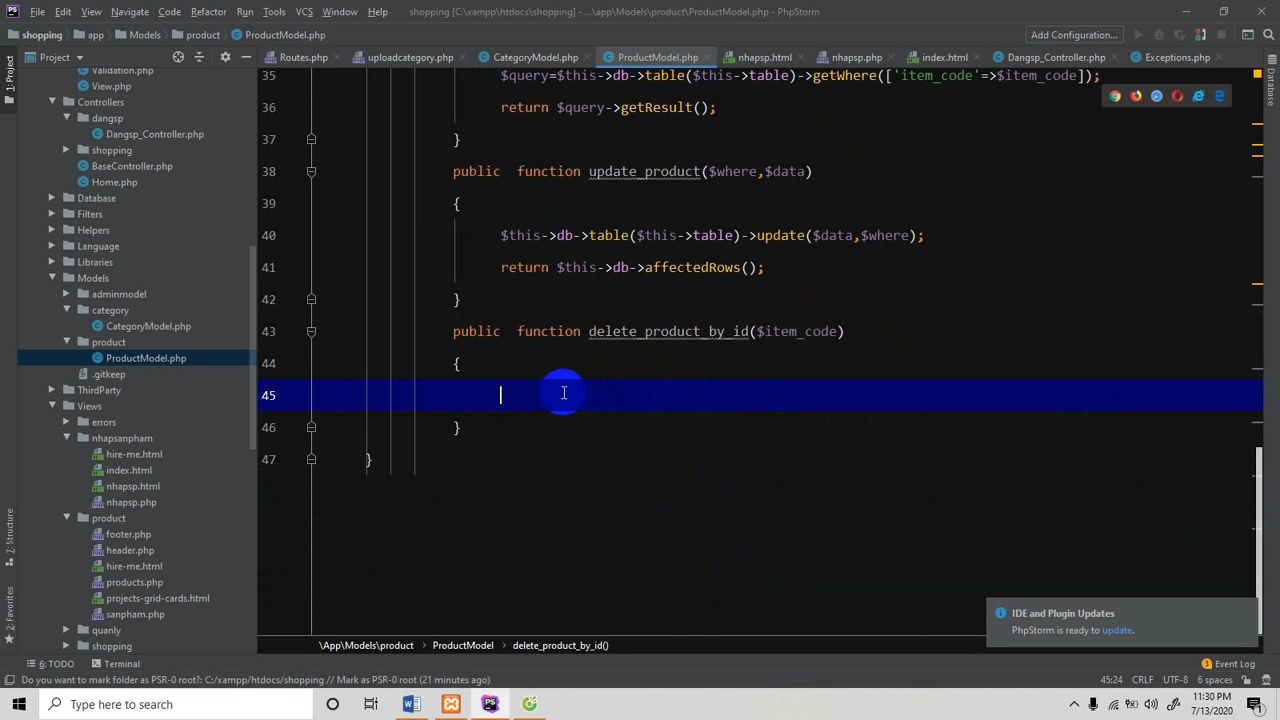 File Edit View Navigate Code Refactor Run Tools VCS Window Help shopping [C:\xampp\htdocs\shopping] - ...\app\Models\product\ProductModel.php - PhpStorm
shopping app Models product ProductModel.php Add Configuration...
Project
Routes.php uploadcategory.php CategoryModel.php ProductModel.php nhapsp.html nhapsp.php index.html Dangsp_Controller.php Exceptions.php
1: Project
Database
Validation.php
View.php
Controllers
dangsp
Dangsp_Controller.php
shopping
BaseController.php
Home.php
Database
Filters
Helpers
Language
Libraries
Models
adminmodel
category
CategoryModel.php
product
ProductModel.php
.gitkeep
ThirdParty
Views
errors
nhapsanpham
hire-me.html
index.html
nhapsp.html
nhapsp.php
product
footer.php
header.php
hire-me.html
products.php
projects-grid-cards.html
sanpham.php
quanly
shopping
7: Structure
2: Favorites
35 $query=$this->db->table($this->table)->getWhere(['item_code'=>$item_code]);
36 return $query->getResult();
37 }
38 public function update_product($where,$data)
39 {
40 $this->db->table($this->table)->update($data,$where);
41 return $this->db->affectedRows();
42 }
43 public function delete_product_by_id($item_code)
44 {
45
46 }
47 }
IDE and Plugin Updates
PhpStorm is ready to update.
\App\Models\product ProductModel delete_product_by_id()
6: TODO Terminal 3 Event Log
Do you want to mark folder as PSR-0 root?: C:/xampp/htdocs/shopping // Mark as PSR-0 root (21 minutes ago) 45:24 CRLF UTF-8 6 spaces
Type here to search
11:30 PM
7/13/2020